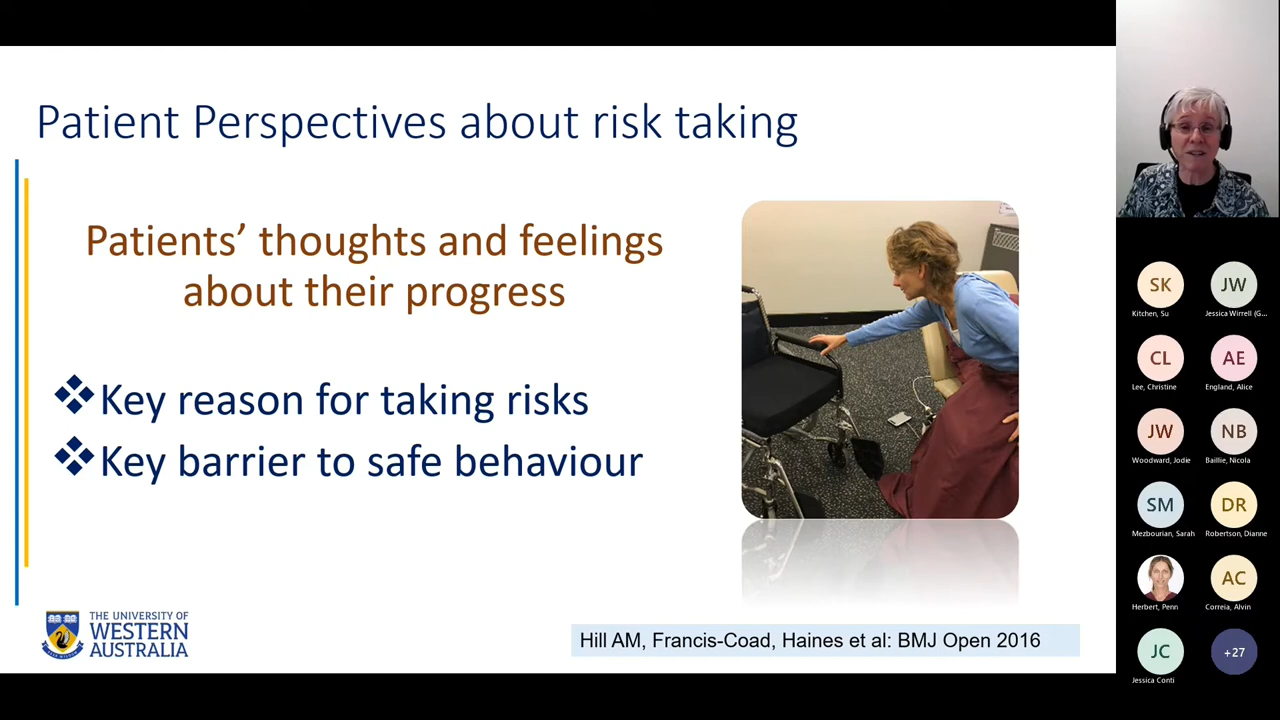 Patient Perspectives about risk taking
Patients’ thoughts and feelings
about their progress
Key reason for taking risks
Key barrier to safe behaviour
THE UNIVERSITY OF
WESTERN
AUSTRALIA
Hill AM, Francis-Coad, Haines et al: BMJ Open 2016
SK
Kitchen, Su
JW
Jessica Wirrell (G...
CL
Lee, Christine
AE
England, Alice
JW
Woodward, Jodie
NB
Baillie, Nicola
SM
Mezbourian, Sarah
DR
Robertson, Dianne
Herbert, Penn
AC
Correia, Alvin
JC
Jessica Conti
+27